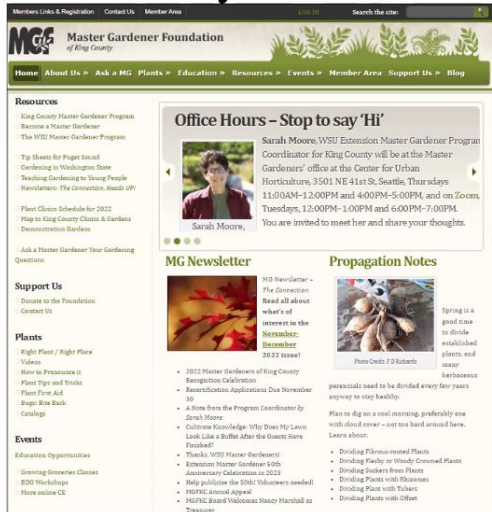 Members Links & Registration Contact Us Member Area LOG IN Search the site:
MGF
Master Gardener Foundation
of King County
Home About Us » Ask a MG Plants » Education » Resources » Events » Member Area Support Us » Blog
Resources
King County Master Gardener Program
Become a Master Gardener
The WSU Master Gardener Program
Tip Sheets for Puget Sound
Gardening in Washington State
Teaching Gardening to Young People
Newsletters: The Connection, Heads UP!
Plant Clinics Schedule for 2022
Map to King County Clinics & Gardens
Demonstration Gardens
Ask a Master Gardener Your Gardening
Questions
Support Us
Donate to the Foundation
Contact Us
Plants
Right Plant / Right Place
Videos
How to Pronounce it
Plant Tips and Tricks
Plant First Aid
Bugs: Bite Back
Catalogs
Events
Education Opportunities
Growing Groceries Classes
BDG Workshops
More online CE
Office Hours – Stop to say 'Hi'
Sarah Moore, WSU Extension Master Gardener Program
Coordinator for King County will be at the Master
Gardeners' office at the Center for Urban
Horticulture, 3501 NE 41st St, Seattle, Thursdays
11:00AM–12:00PM and 4:00PM–5:00PM, and on Zoom,
Tuesdays, 12:00PM–1:00PM and 6:00PM–7:00PM.
You are invited to meet her and share your thoughts.
Sarah Moore,
MG Newsletter
MG Newsletter –
The Connection
Read all about
what's of
interest in the
November-
December
2022 issue!
• 2022 Master Gardeners of King County
Recognition Celebration
• Recertification Applications Due November
30
• A Note from the Program Coordinator by
Sarah Moore
• Cultivate Knowledge: Why Does My Lawn
Look Like a Buffet After the Guests Have
Finished?
• Thanks, WSU Master Gardeners!
• Extension Master Gardener 50th
Anniversary Celebration in 2023
• Help publicize the 50th! Volunteers needed!
• MGFKC Annual Appeal
• MGFKC Board Welcomes Nancy Marshall as
Treasurer
Propagation Notes
Photo Credit: F D Richards
Spring is a
good time
to divide
established
plants, and
many
herbaceous
perennials need to be divided every few years
anyway to stay healthy.
Plan to dig on a cool morning, preferably one
with cloud cover – not too hard around here.
Learn about:
• Dividing Fibrous-rooted Plants
• Dividing Fleshy or Woody Crowned Plants
• Dividing Suckers from Plants
• Dividing Plants with Rhizomes
• Dividing Plant with Tubers
• Dividing Plants with Offset